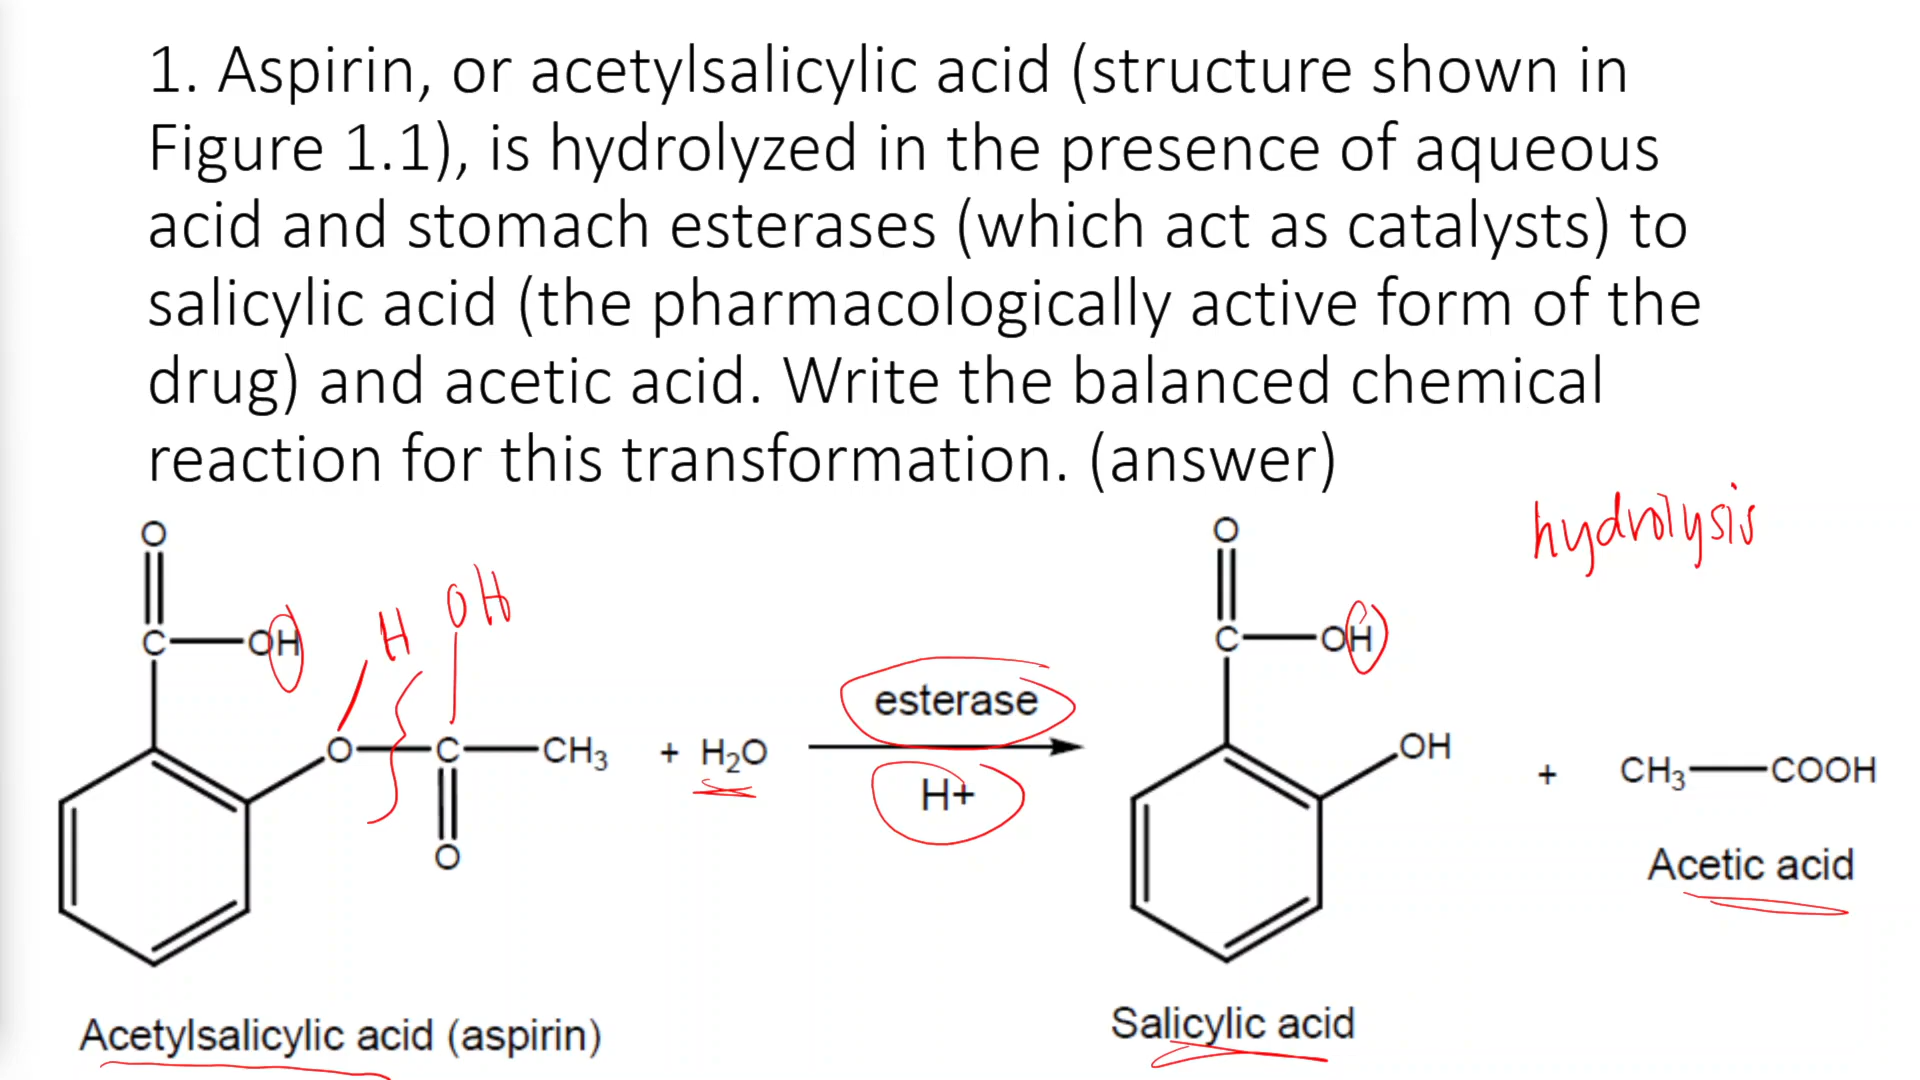 1. Aspirin, or acetylsalicylic acid (structure shown in
Figure 1.1), is hydrolyzed in the presence of aqueous
acid and stomach esterases (which act as catalysts) to
salicylic acid (the pharmacologically active form of the
drug) and acetic acid. Write the balanced chemical
reaction for this transformation. (answer)
hydrolysis
O
C OH
H OH
O C CH₃ + H₂O
O
esterase
H+
O
C OH
OH
+ CH₃ COOH
Acetic acid
Acetylsalicylic acid (aspirin)
Salicylic acid